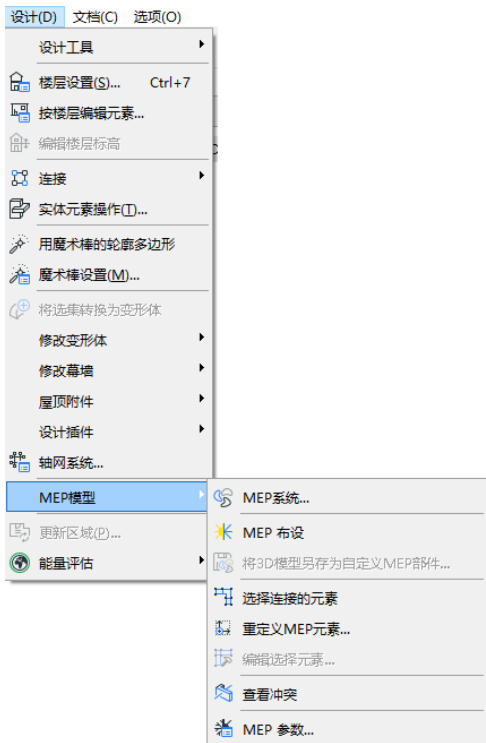 设计(D) 文档(C) 选项(O)
设计工具
楼层设置(S)... Ctrl+7
按楼层编辑元素...
编辑楼层标高
连接
实体元素操作(T)...
用魔术棒的轮廓多边形
魔术棒设置(M)...
将选集转换为变形体
修改变形体
修改幕墙
屋顶附件
设计插件
轴网系统...
MEP模型
更新区域(P)...
能量评估
MEP系统...
MEP 布设
将3D模型另存为自定义MEP部件...
选择连接的元素
重定义MEP元素...
编辑选择元素...
查看冲突
MEP 参数...